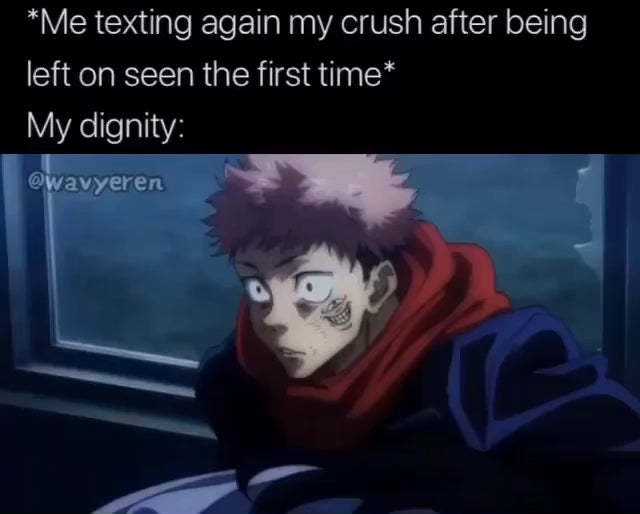 *Me texting again my crush after being
left on seen the first time*
My dignity:
@wavyeren